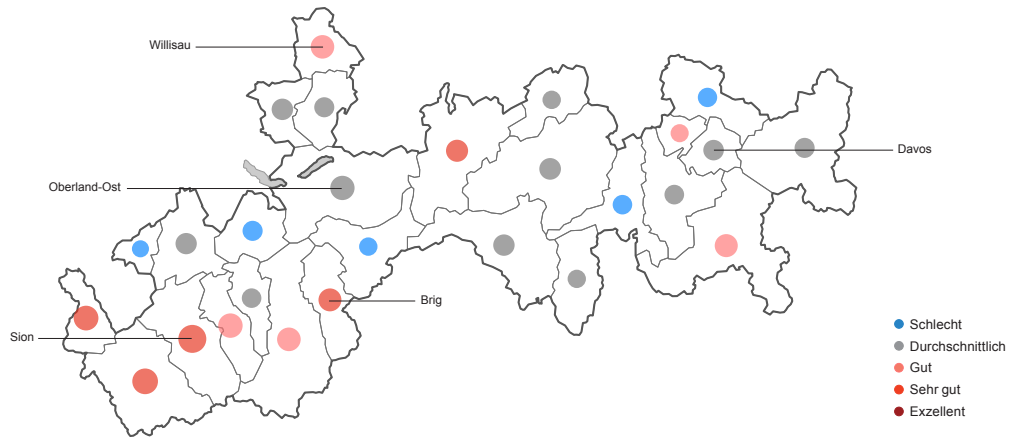 Willisau
Davos
Oberland-Ost
Brig
Sion
Schlecht
Durchschnittlich
Gut
Sehr gut
Exzellent